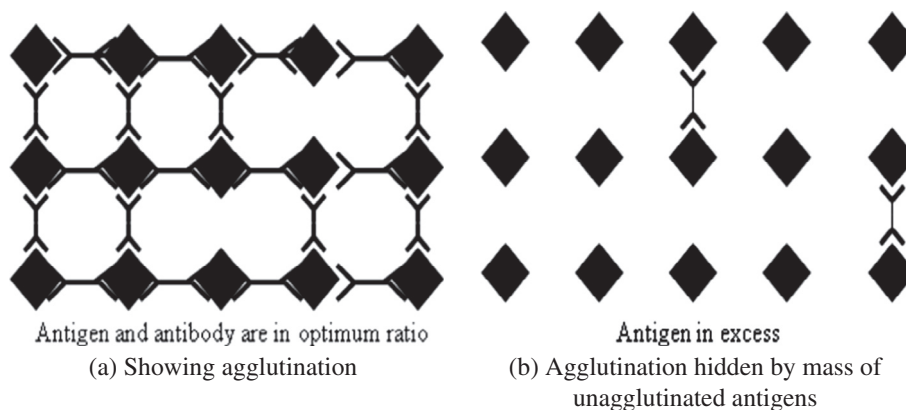 Antigen and antibody are in optimum ratio
(a) Showing agglutination
Antigen in excess
(b) Agglutination hidden by mass of
unagglutinated antigens